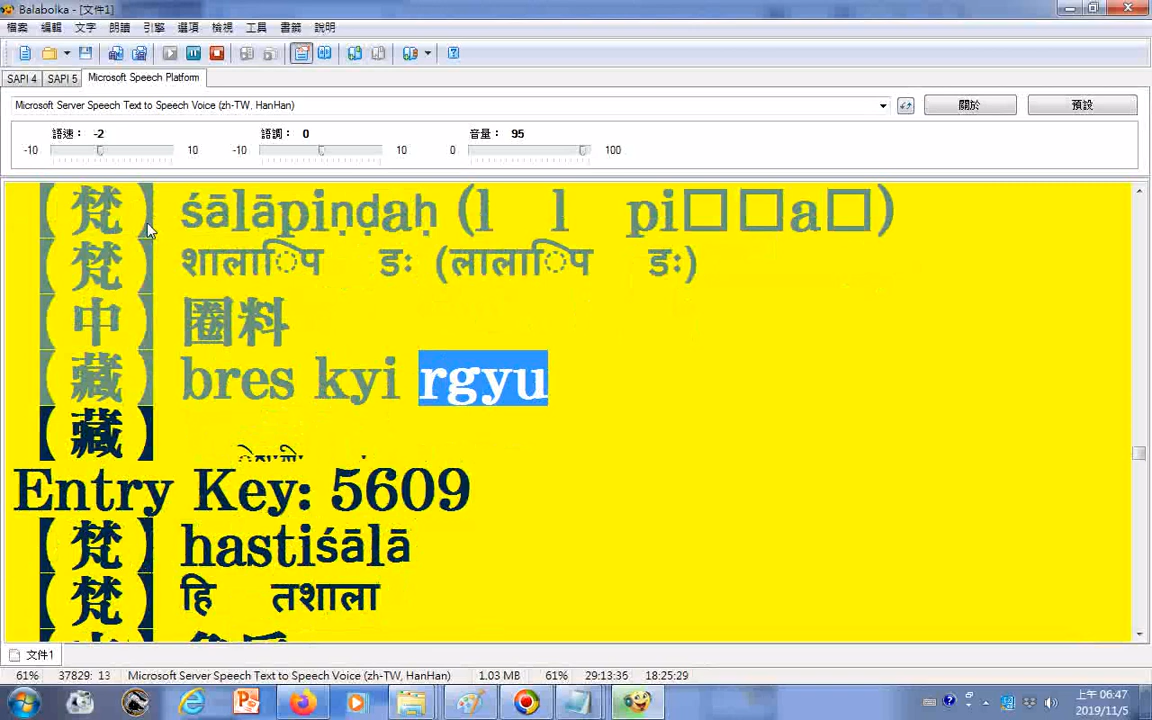 Balabolka - [文件1]
檔案 編輯 文字 朗讀 引擎 選項 檢視 工具 書籤 說明
SAPI 4 SAPI 5 Microsoft Speech Platform
Microsoft Server Speech Text to Speech Voice (zh-TW, HanHan) 關於 預設
語速： -2 語調： 0 音量： 95
-10 10 -10 10 0 100
【梵】 śālāpiṇḍaḥ (l l pi□□a□)
【梵】 शालािप डः (लालािप डः)
【中】 圈料
【藏】 bres kyi rgyu
【藏】
Entry Key: 5609
【梵】 hastiśālā
【梵】 हि तशाला
文件1
61% 37829: 13 Microsoft Server Speech Text to Speech Voice (zh-TW, HanHan) 1.03 MB 61% 29:13:35 18:25:29
上午 06:47
2019/11/5